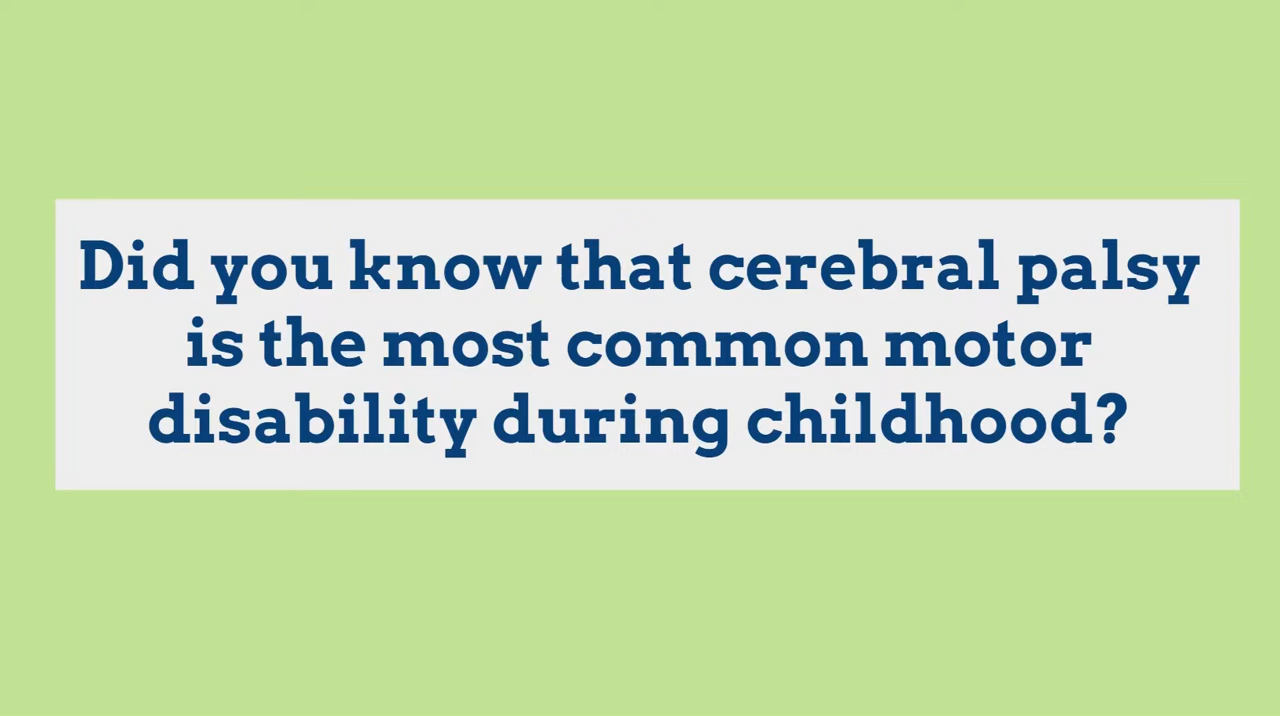 Did you know that cerebral palsy
is the most common motor
disability during childhood?